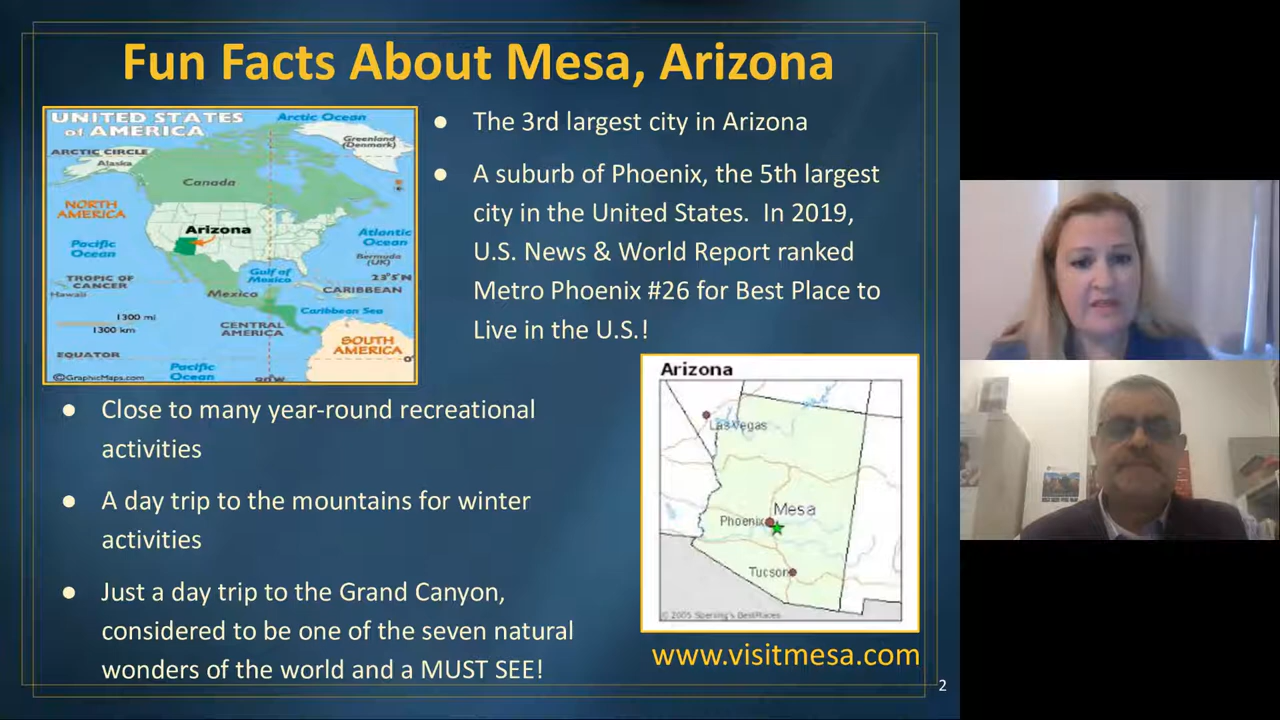 Fun Facts About Mesa, Arizona
UNITED STATES
of AMERICA
Arctic Ocean
Greenland
(Denmark)
ARCTIC CIRCLE
Alaska
Canada
NORTH
AMERICA
Arizona
Pacific
Ocean
Atlantic
Ocean
Bermuda
(UK)
Gulf of
Mexico
23°5'N
TROPIC OF
CANCER
Hawaii
Mexico
CARIBBEAN
Caribbean Sea
1300 mi
1300 km
CENTRAL
AMERICA
SOUTH
AMERICA
EQUATOR
0°
Pacific
Ocean
90°W
©GraphicMaps.com
● The 3rd largest city in Arizona
● A suburb of Phoenix, the 5th largest
city in the United States. In 2019,
U.S. News & World Report ranked
Metro Phoenix #26 for Best Place to
Live in the U.S.!
● Close to many year-round recreational
activities
● A day trip to the mountains for winter
activities
● Just a day trip to the Grand Canyon,
considered to be one of the seven natural
wonders of the world and a MUST SEE!
Arizona
Las Vegas
Mesa
Phoenix
Tucson
© 2005 Sperling's BestPlaces
www.visitmesa.com
2